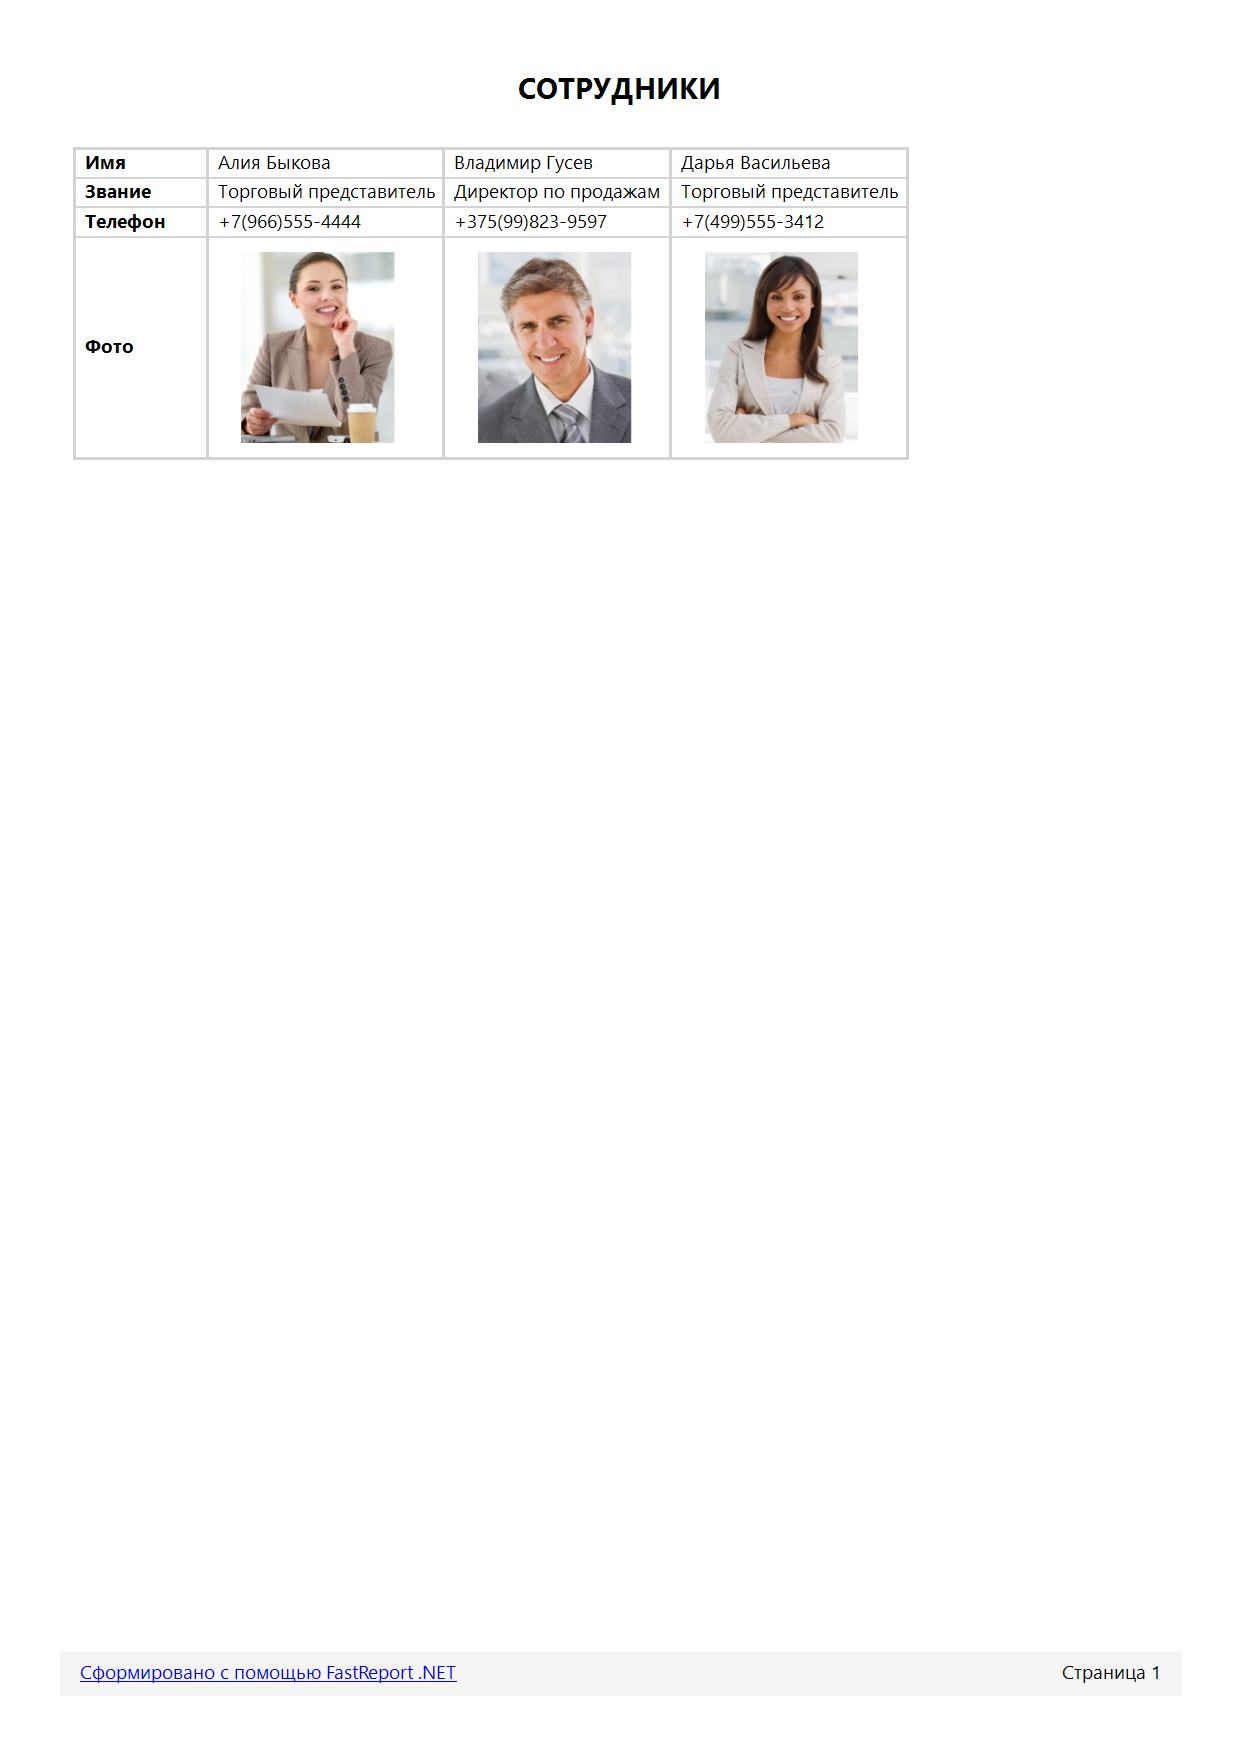 СОТРУДНИКИ
Имя Алия Быкова Владимир Гусев Дарья Васильева
Звание Торговый представитель Директор по продажам Торговый представитель
Телефон +7(966)555-4444 +375(99)823-9597 +7(499)555-3412
Фото
Сформировано с помощью FastReport .NET Страница 1